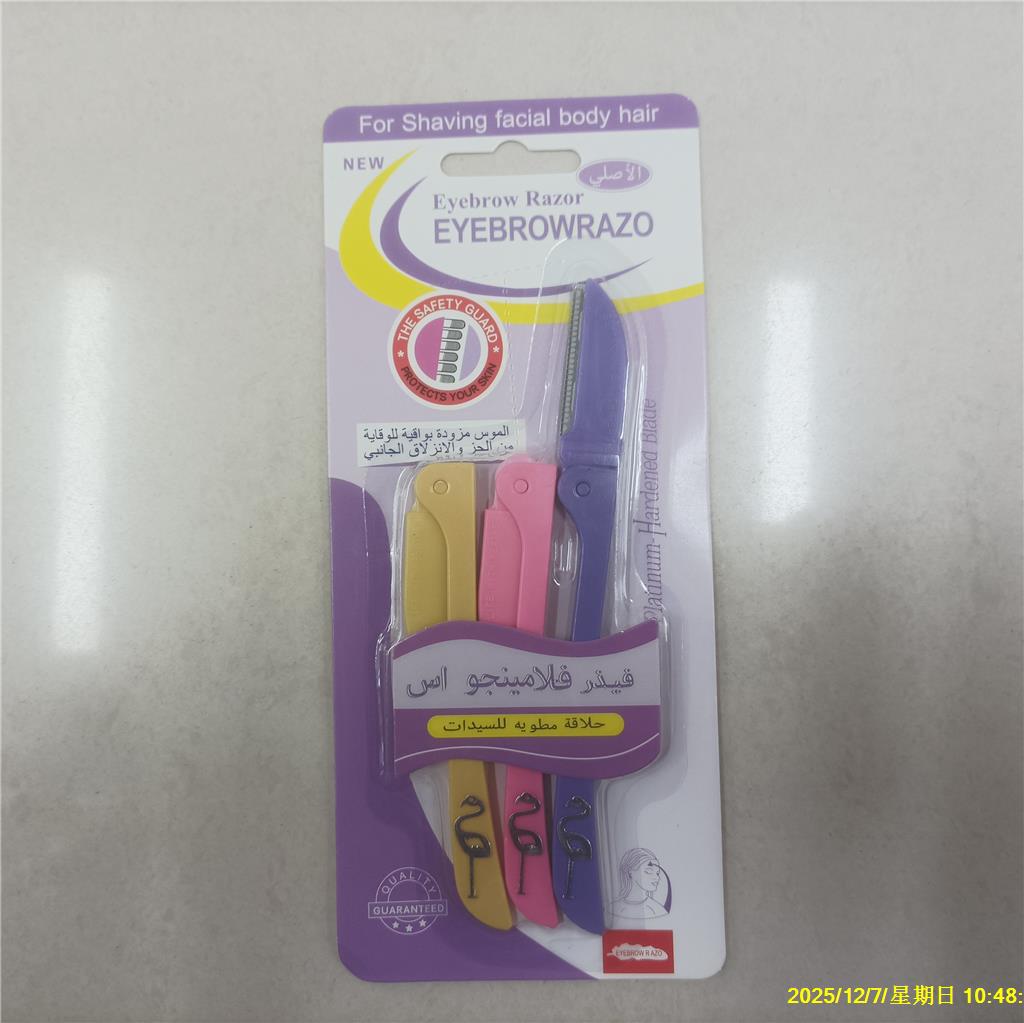 For Shaving facial body hair
NEW
الأصلي
Eyebrow Razor
EYEBROWRAZO
THE SAFETY GUARD
PROTECTS YOUR SKIN
الموس مزودة بواقية للوقاية
من الحز والانزلاق الجانبي
Platinum-Hardened Blade
فيذر فلامينجو اس
حلاقة مطويه للسيدات
QUALITY
GUARANTEED
EYEBROW R AZO
2025/12/7/星期日 10:48: